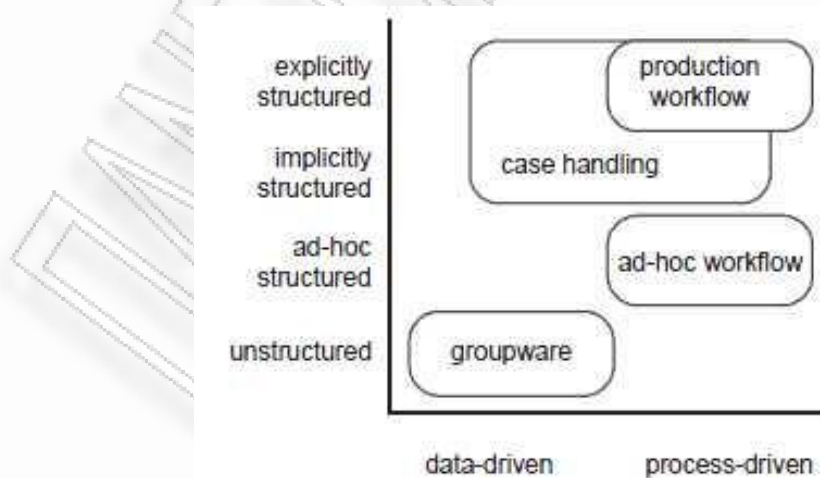 explicitly
structured
production
workflow
implicitly
structured
case handling
ad-hoc
structured
ad-hoc workflow
unstructured
groupware
data-driven
process-driven